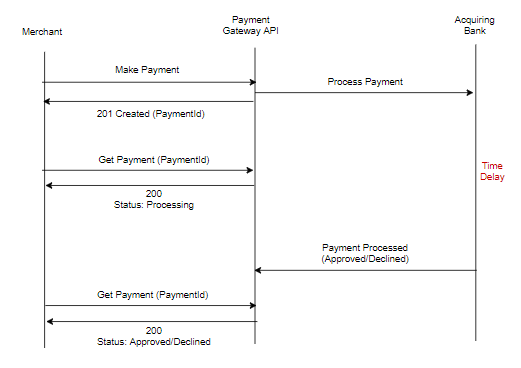 Payment
Gateway API
Acquiring
Bank
Merchant
Make Payment
Process Payment
201 Created (PaymentId)
Get Payment (PaymentId)
Time
Delay
200
Status: Processing
Payment Processed
(Approved/Declined)
Get Payment (PaymentId)
200
Status: Approved/Declined